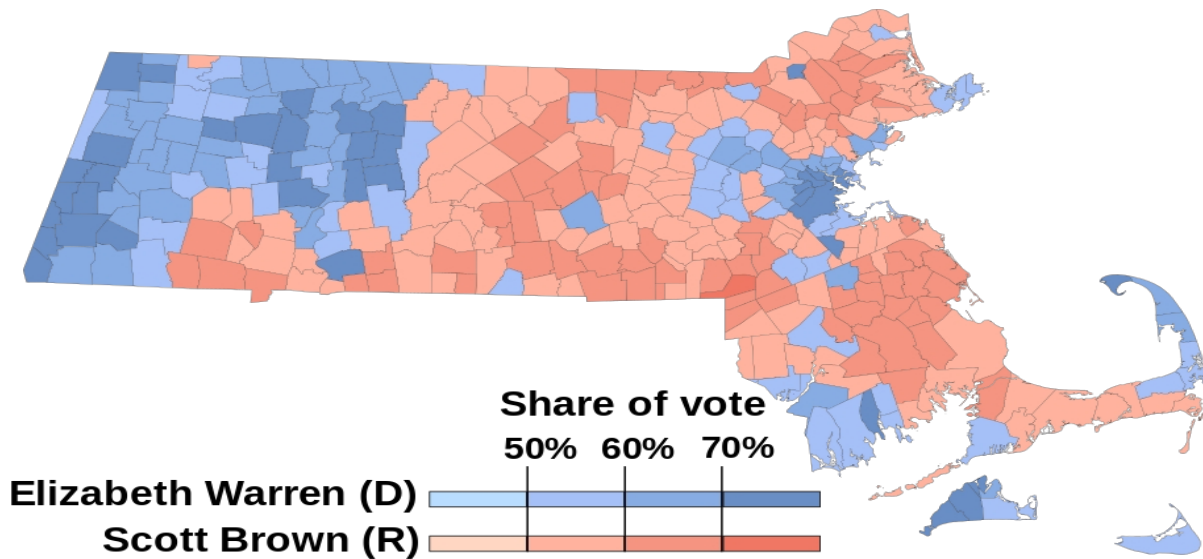 Share of vote
50% 60% 70%
Elizabeth Warren (D)
Scott Brown (R)